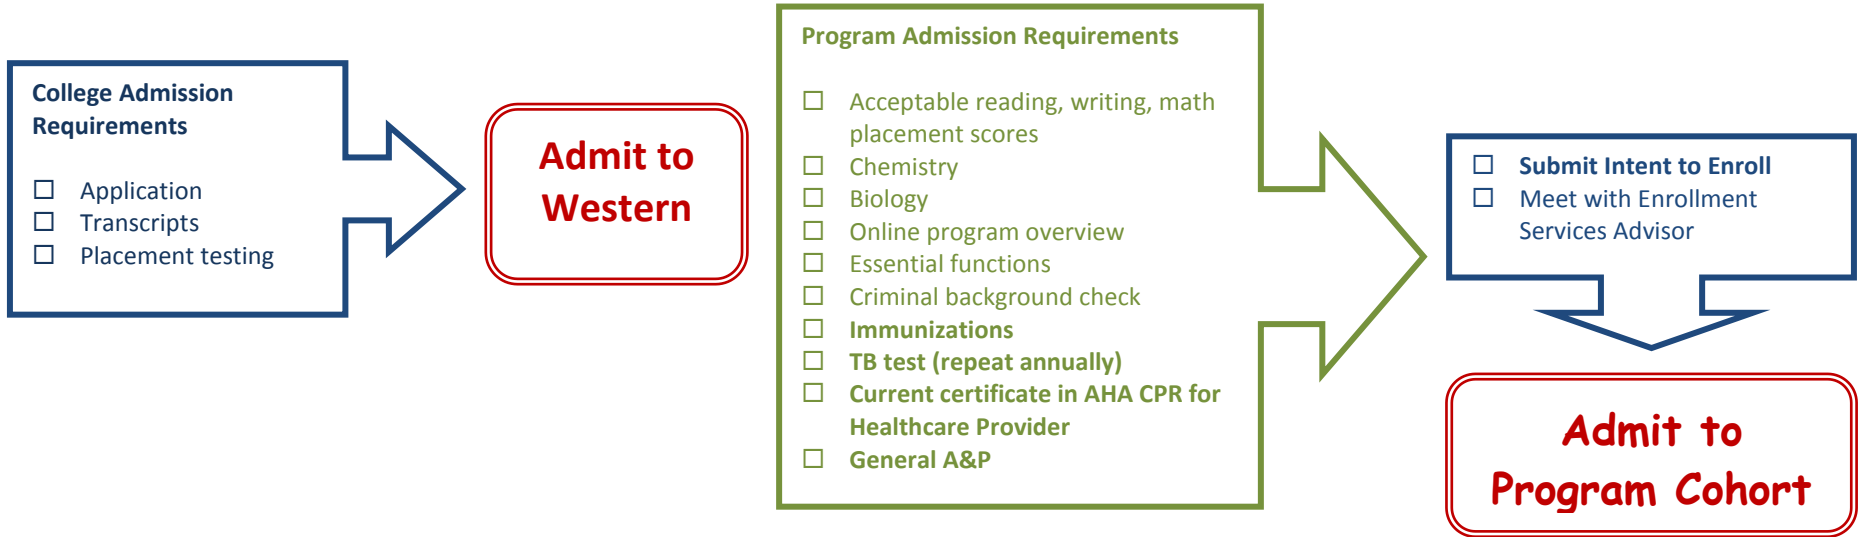 College Admission
Requirements
☐ Application
☐ Transcripts
☐ Placement testing
Admit to
Western
Program Admission Requirements
☐ Acceptable reading, writing, math
placement scores
☐ Chemistry
☐ Biology
☐ Online program overview
☐ Essential functions
☐ Criminal background check
☐ Immunizations
☐ TB test (repeat annually)
☐ Current certificate in AHA CPR for
Healthcare Provider
☐ General A&P
☐ Submit Intent to Enroll
☐ Meet with Enrollment
Services Advisor
Admit to
Program Cohort